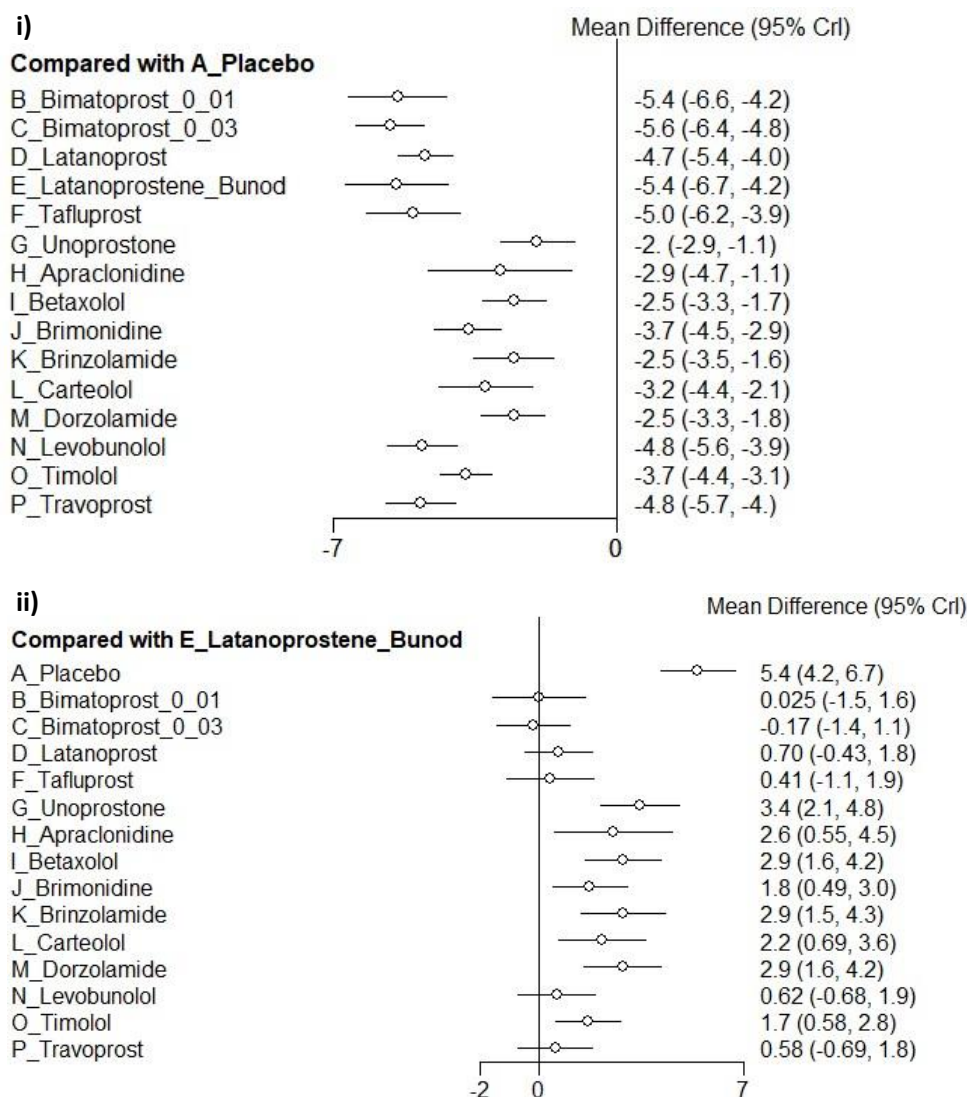 i)
Mean Difference (95% Crl)
Compared with A_Placebo
B_Bimatoprost_0_01 -5.4 (-6.6, -4.2)
C_Bimatoprost_0_03 -5.6 (-6.4, -4.8)
D_Latanoprost -4.7 (-5.4, -4.0)
E_Latanoprostene_Bunod -5.4 (-6.7, -4.2)
F_Tafluprost -5.0 (-6.2, -3.9)
G_Unoprostone -2. (-2.9, -1.1)
H_Apraclonidine -2.9 (-4.7, -1.1)
I_Betaxolol -2.5 (-3.3, -1.7)
J_Brimonidine -3.7 (-4.5, -2.9)
K_Brinzolamide -2.5 (-3.5, -1.6)
L_Carteolol -3.2 (-4.4, -2.1)
M_Dorzolamide -2.5 (-3.3, -1.8)
N_Levobunolol -4.8 (-5.6, -3.9)
O_Timolol -3.7 (-4.4, -3.1)
P_Travoprost -4.8 (-5.7, -4.)
-7 0
ii)
Mean Difference (95% Crl)
Compared with E_Latanoprostene_Bunod
A_Placebo 5.4 (4.2, 6.7)
B_Bimatoprost_0_01 0.025 (-1.5, 1.6)
C_Bimatoprost_0_03 -0.17 (-1.4, 1.1)
D_Latanoprost 0.70 (-0.43, 1.8)
F_Tafluprost 0.41 (-1.1, 1.9)
G_Unoprostone 3.4 (2.1, 4.8)
H_Apraclonidine 2.6 (0.55, 4.5)
I_Betaxolol 2.9 (1.6, 4.2)
J_Brimonidine 1.8 (0.49, 3.0)
K_Brinzolamide 2.9 (1.5, 4.3)
L_Carteolol 2.2 (0.69, 3.6)
M_Dorzolamide 2.9 (1.6, 4.2)
N_Levobunolol 0.62 (-0.68, 1.9)
O_Timolol 1.7 (0.58, 2.8)
P_Travoprost 0.58 (-0.69, 1.8)
-2 0 7